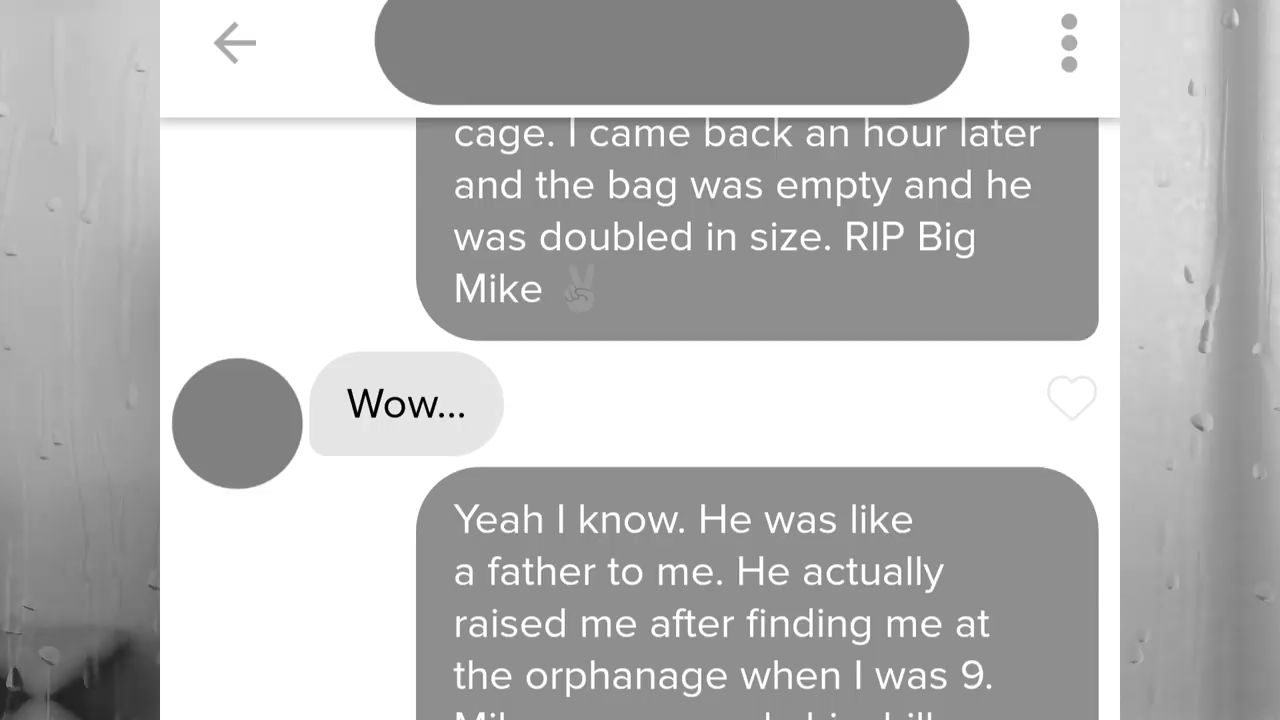 cage. I came back an hour later
and the bag was empty and he
was doubled in size. RIP Big
Mike ✌
Wow...
Yeah I know. He was like
a father to me. He actually
raised me after finding me at
the orphanage when I was 9.